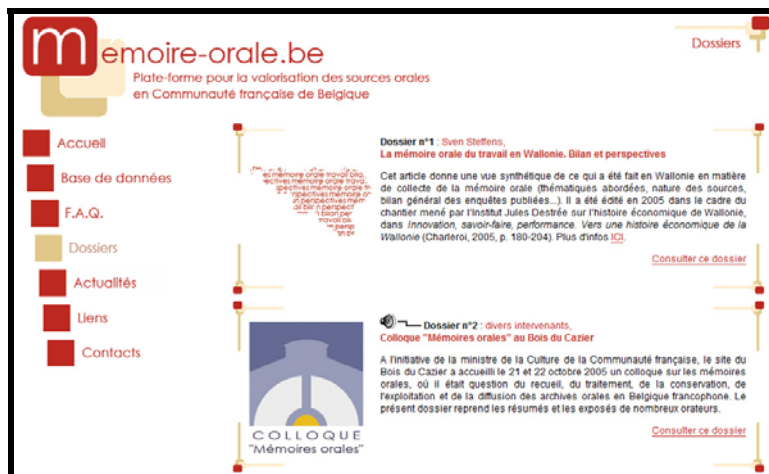 memoire-orale.be
Plate-forme pour la valorisation des sources orales
en Communauté française de Belgique
Dossiers
Accueil
Base de données
F.A.Q.
Dossiers
Actualités
Liens
Contacts
Dossier n°1 : Sven Steffens,
La mémoire orale du travail en Wallonie. Bilan et perspectives
Cet article donne une vue synthétique de ce qui a été fait en Wallonie en matière
de collecte de la mémoire orale (thématiques abordées, nature des sources,
bilan général des enquêtes publiées...). Il a été édité en 2005 dans le cadre du
chantier mené par l'Institut Jules Destrée sur l'histoire économique de Wallonie,
dans Innovation, savoir-faire, performance. Vers une histoire économique de la
Wallonie (Charleroi, 2005, p. 180-204). Plus d'infos ICI.
Consulter ce dossier
Dossier n°2 : divers intervenants,
Colloque "Mémoires orales" au Bois du Cazier
A l'initiative de la ministre de la Culture de la Communauté française, le site du
Bois du Cazier a accueilli le 21 et 22 octobre 2005 un colloque sur les mémoires
orales, où il était question du recueil, du traitement, de la conservation, de
l'exploitation et de la diffusion des archives orales en Belgique francophone. Le
présent dossier reprend les résumés et les exposés de nombreux orateurs.
Consulter ce dossier
COLLOQUE
"Mémoires orales"